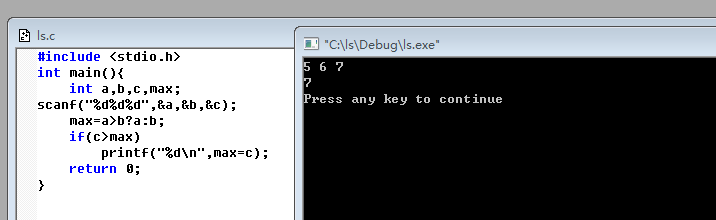 ls.c
#include <stdio.h>
int main(){
    int a,b,c,max;
scanf("%d%d%d",&a,&b,&c);
    max=a>b?a:b;
    if(c>max)
        printf("%d\n",max=c);
    return 0;
}
"C:\ls\Debug\ls.exe"
5 6 7
7
Press any key to continue